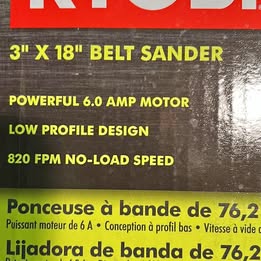 3" X 18" BELT SANDER
POWERFUL 6.0 AMP MOTOR
LOW PROFILE DESIGN
820 FPM NO-LOAD SPEED
Ponceuse à bande de 76,2
Puissant moteur de 6 A • Conception à profil bas • Vitesse à vide
Lijadora de banda de 76,2